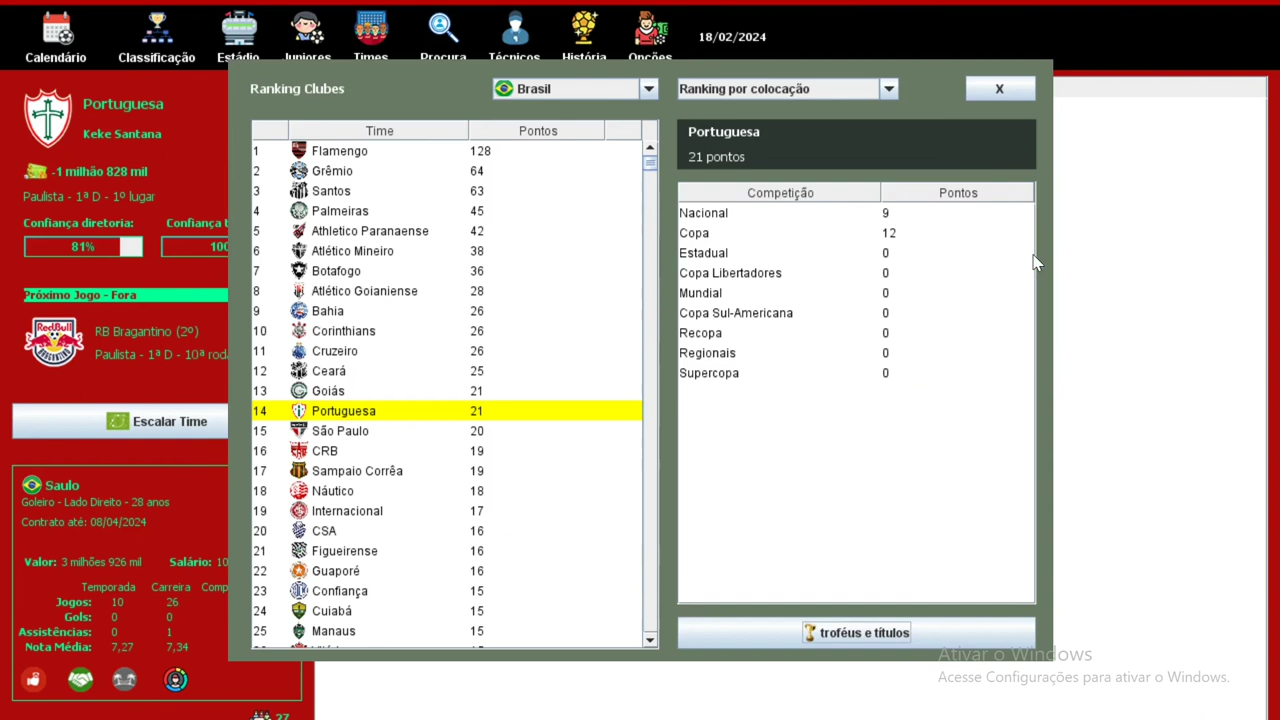 Calendário Classificação Estádio Juniores Times Procura Técnicos História Opções 18/02/2024
Portuguesa
Keke Santana
-1 milhão 828 mil
Paulista - 1ª D - 1º lugar
Confiança diretoria: Confiança t
81% 100
Próximo Jogo - Fora
RB Bragantino (2º)
Paulista - 1ª D - 10ª rod
Escalar Time
Saulo
Goleiro - Lado Direito - 28 anos
Contrato até: 08/04/2024
Valor: 3 milhões 926 mil Salário: 10
Temporada Carreira Comp
Jogos: 10 26
Gols: 0 0
Assistências: 0 1
Nota Média: 7,27 7,34
27
Ranking Clubes Brasil Ranking por colocação X
Time Pontos
1 Flamengo 128
2 Grêmio 64
3 Santos 63
4 Palmeiras 45
5 Athletico Paranaense 42
6 Atlético Mineiro 38
7 Botafogo 36
8 Atlético Goianiense 28
9 Bahia 26
10 Corinthians 26
11 Cruzeiro 26
12 Ceará 25
13 Goiás 21
14 Portuguesa 21
15 São Paulo 20
16 CRB 19
17 Sampaio Corrêa 19
18 Náutico 18
19 Internacional 17
20 CSA 16
21 Figueirense 16
22 Guaporé 16
23 Confiança 15
24 Cuiabá 15
25 Manaus 15
Portuguesa
21 pontos
Competição Pontos
Nacional 9
Copa 12
Estadual 0
Copa Libertadores 0
Mundial 0
Copa Sul-Americana 0
Recopa 0
Regionais 0
Supercopa 0
troféus e títulos
Ativar o Windows
Acesse Configurações para ativar o Windows.